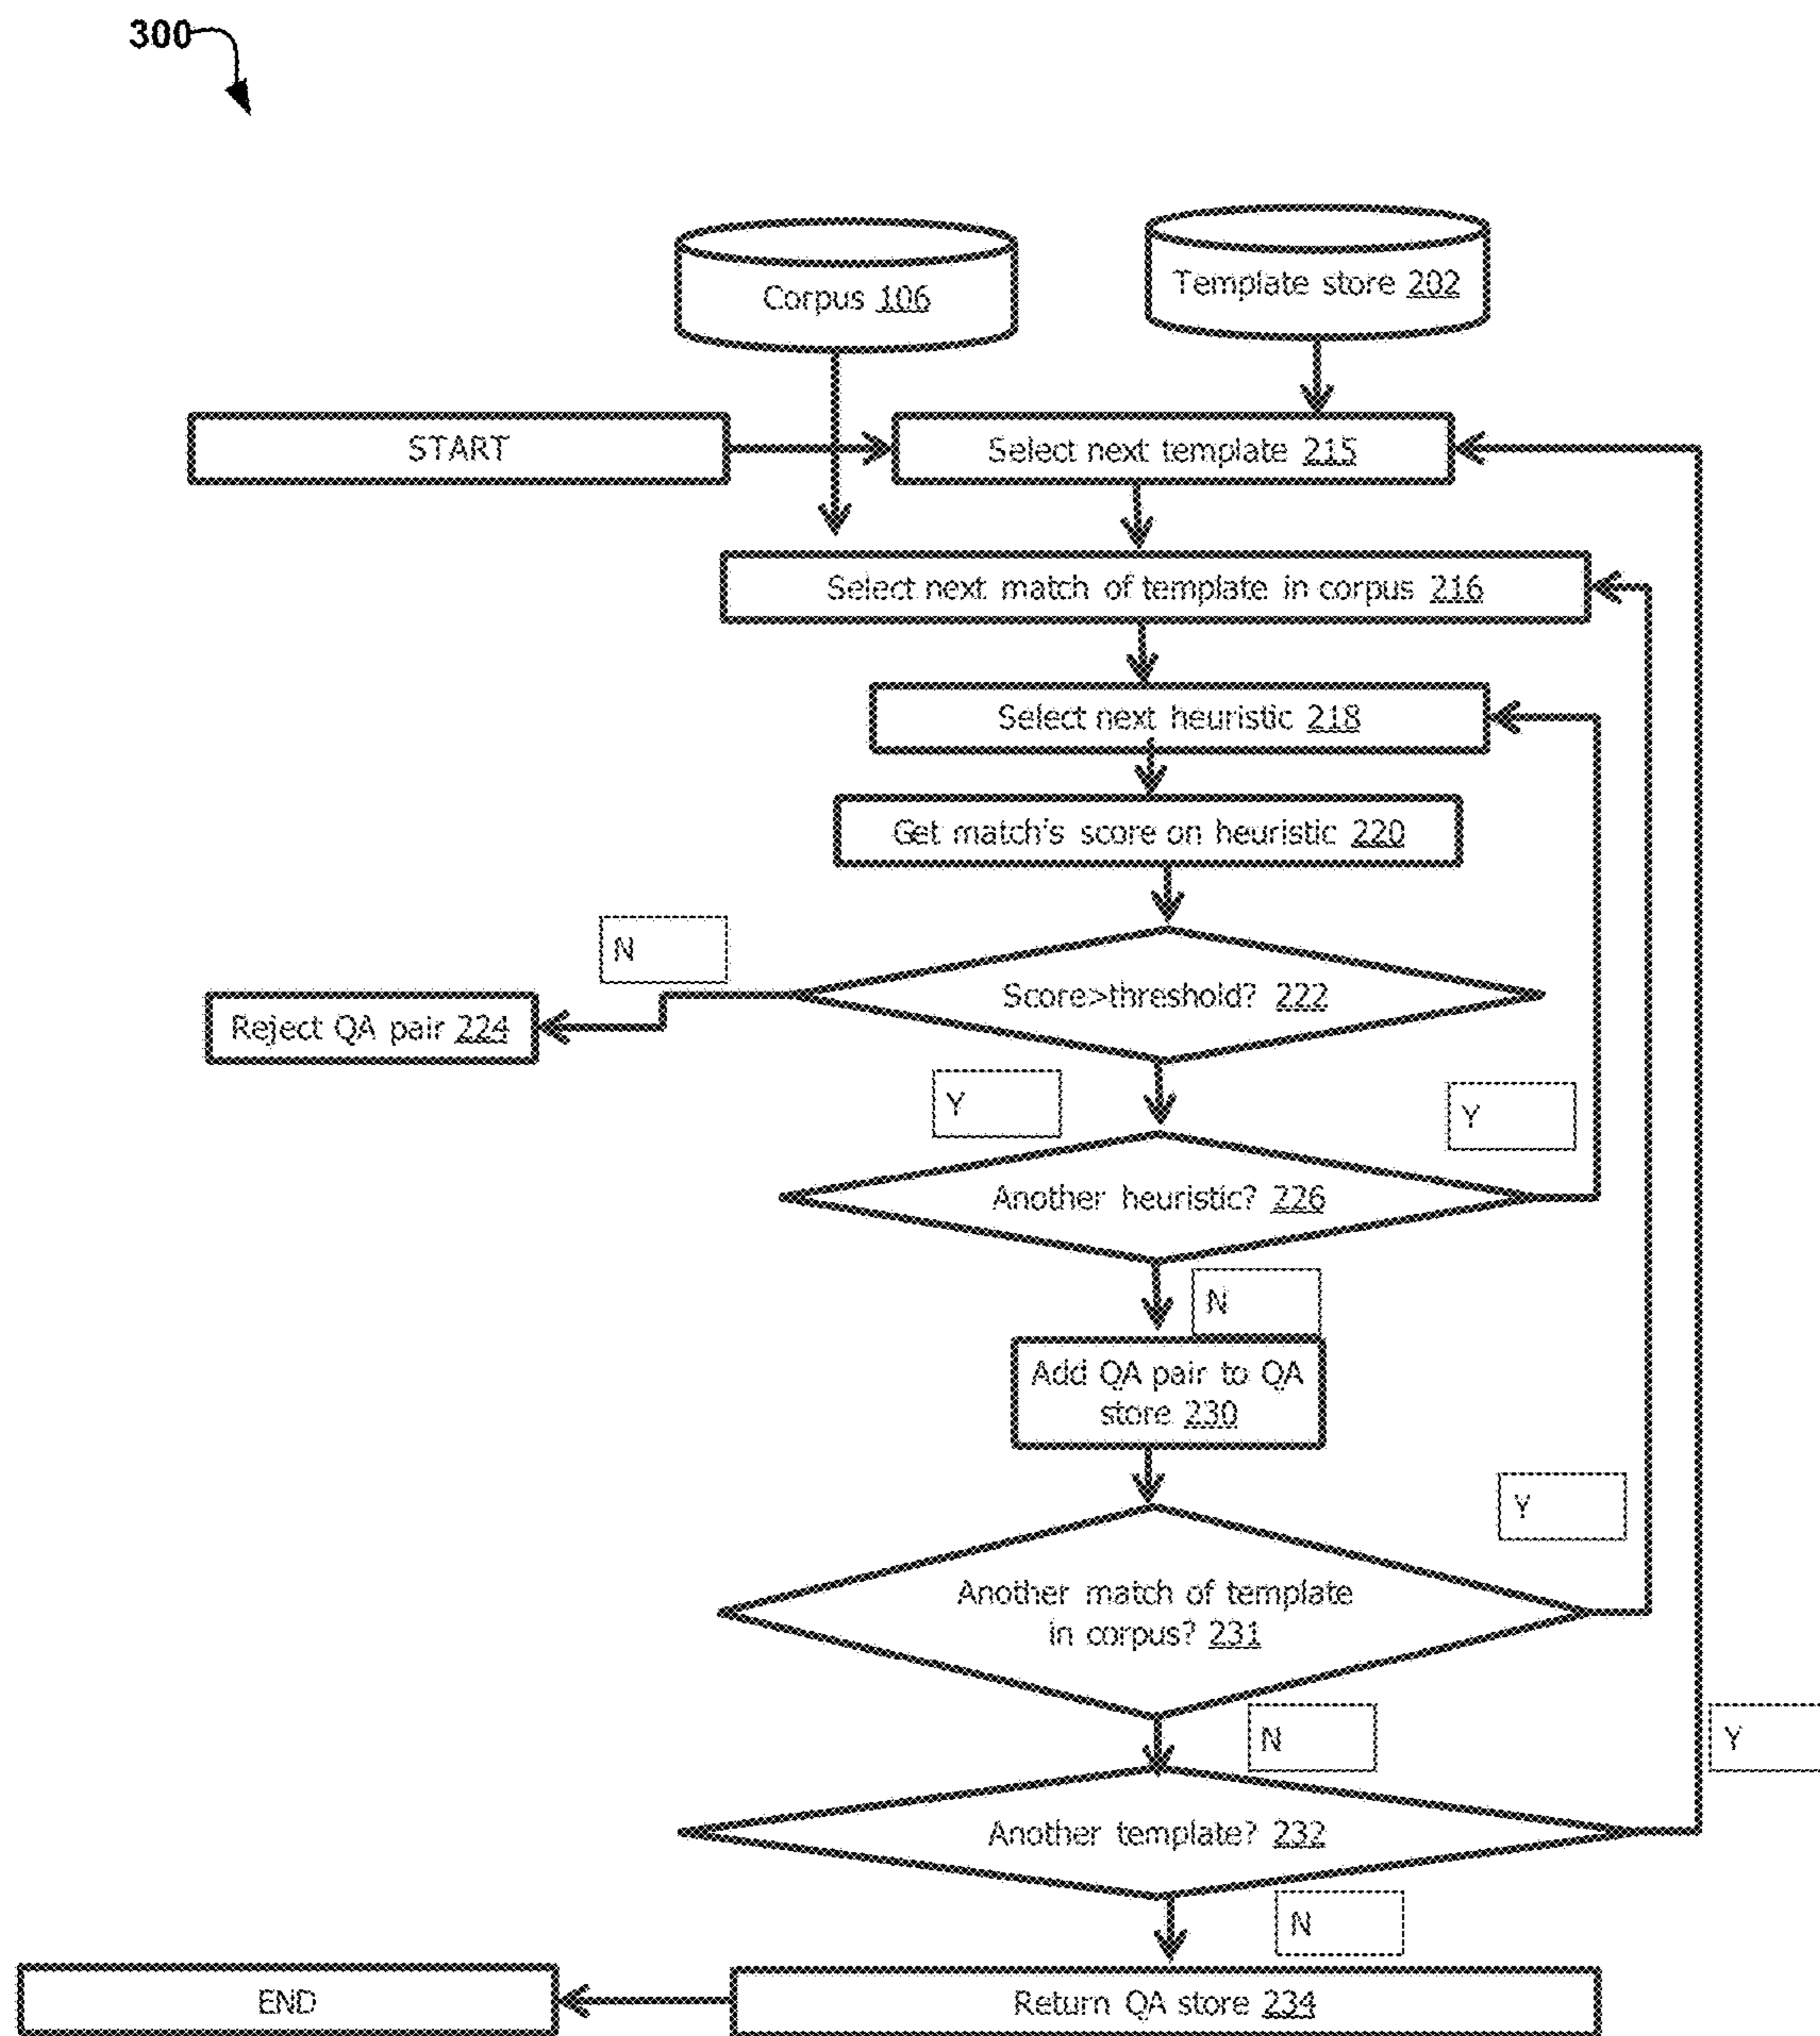 300
Corpus 106
Template store 202
START
Select next template 215
Select next match of template in corpus 216
Select next heuristic 218
Get match's score on heuristic 220
N
Score>threshold? 222
Reject QA pair 224
Y
Y
Another heuristic? 226
N
Add QA pair to QA
store 230
Y
Another match of template
in corpus? 231
N
Y
Another template? 232
N
END
Return QA store 234